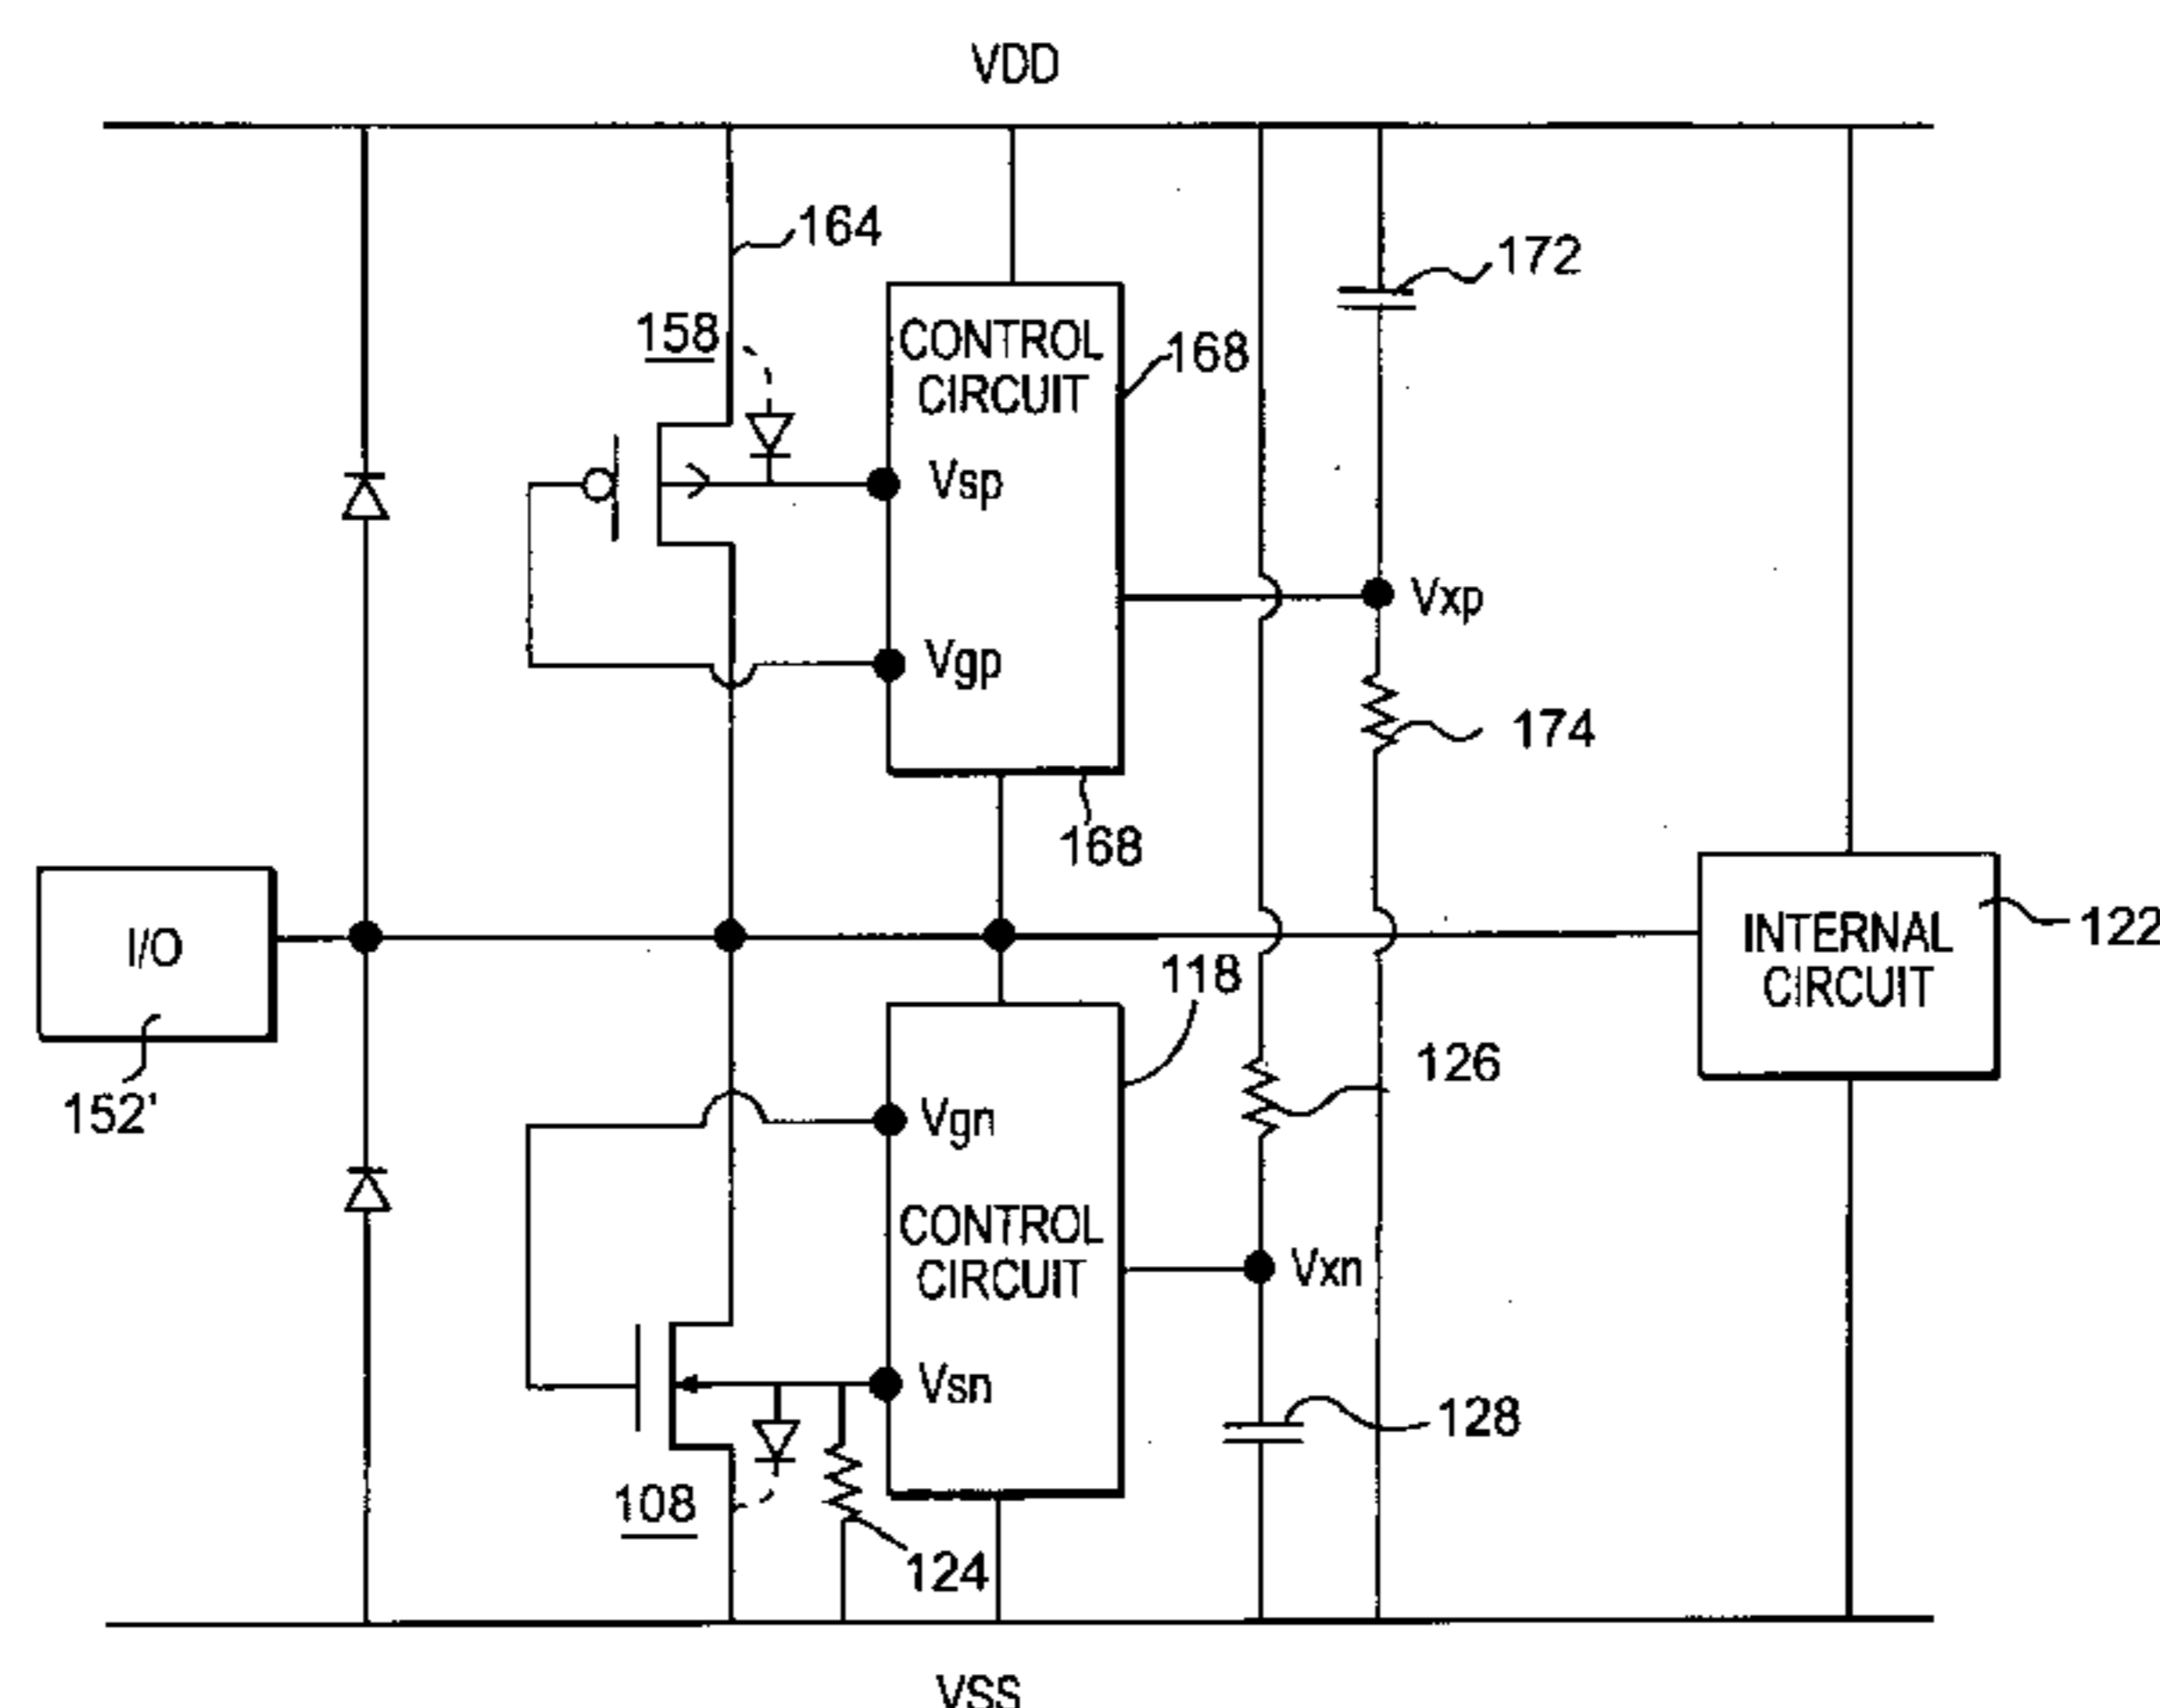 VDD
164
172
158
CONTROL
CIRCUIT
168
Vsp
Vxp
Vgp
174
168
I/O
INTERNAL
CIRCUIT
122
118
152'
126
Vgn
CONTROL
CIRCUIT
Vxn
Vsn
128
108
124
VSS